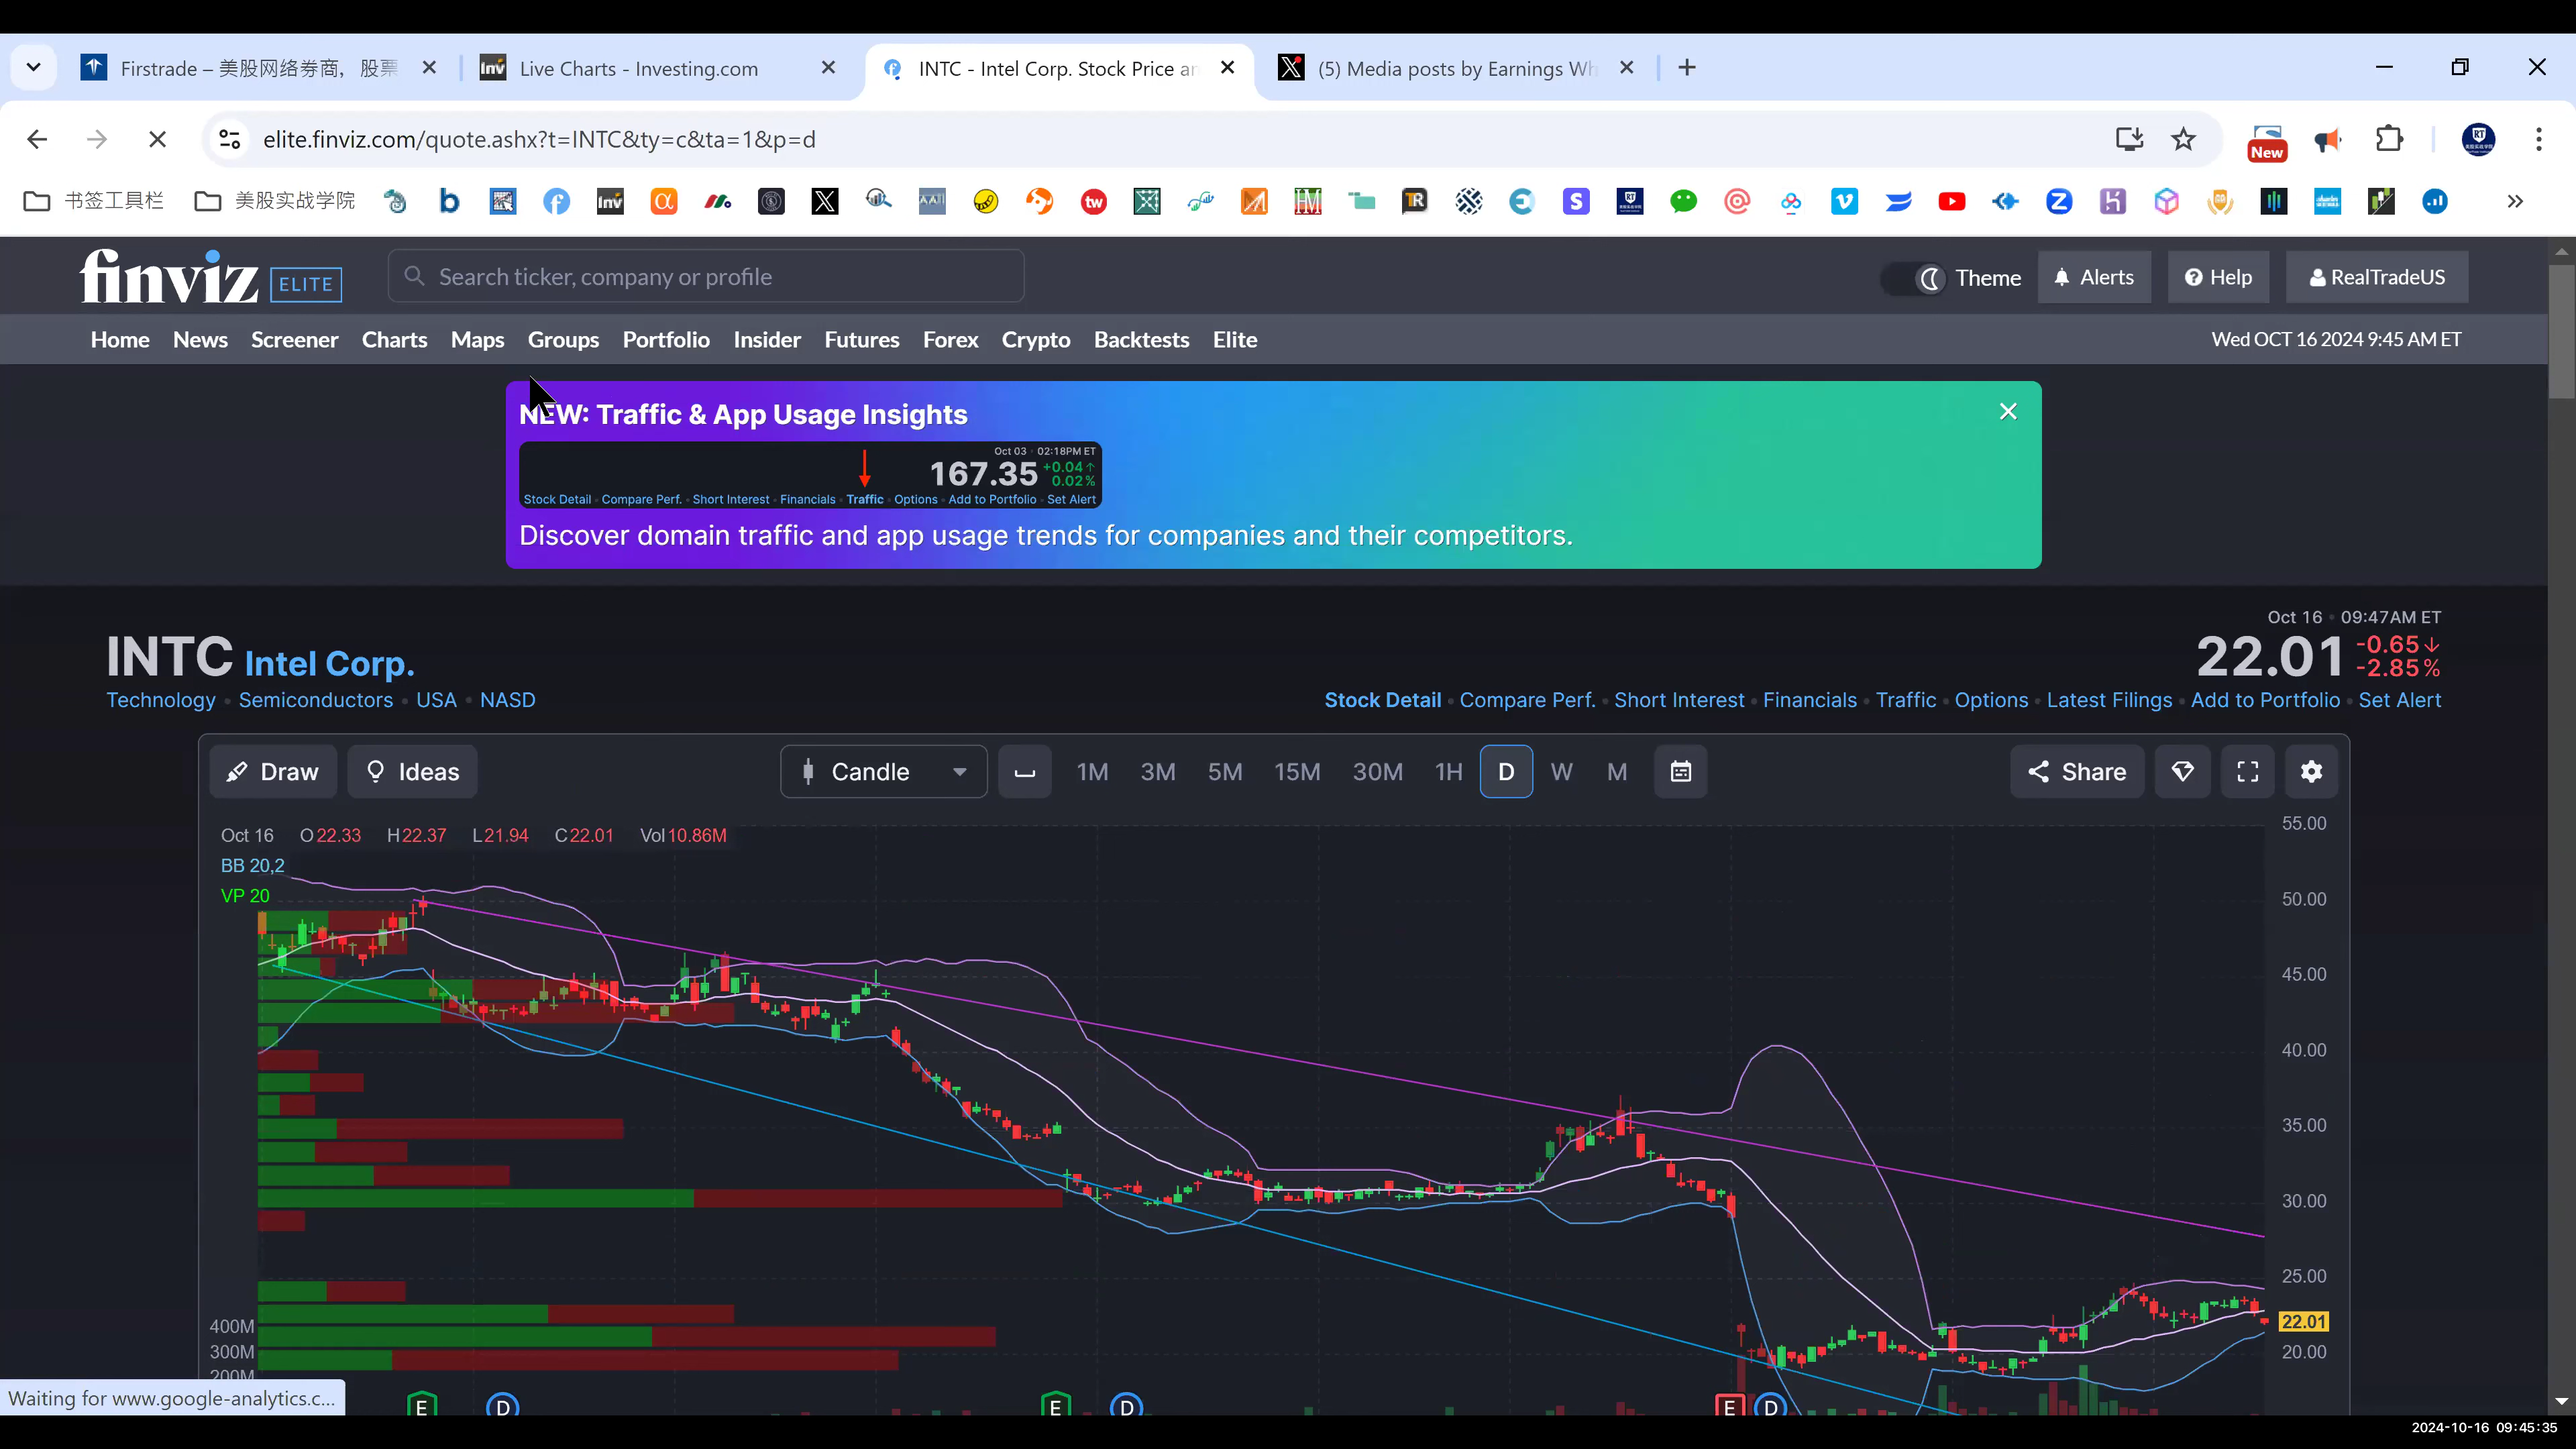 Firstrade – 美股网络券商，股票
Live Charts - Investing.com
INTC - Intel Corp. Stock Price an
(5) Media posts by Earnings Wh
elite.finviz.com/quote.ashx?t=INTC&ty=c&ta=1&p=d
New
书签工具栏
美股实战学院
finviz ELITE
Search ticker, company or profile
Theme
Alerts
Help
RealTradeUS
Home News Screener Charts Maps Groups Portfolio Insider Futures Forex Crypto Backtests Elite
Wed OCT 16 2024 9:45 AM ET
NEW: Traffic & App Usage Insights
Oct 03 · 02:18PM ET
167.35 +0.04
0.02%
Stock Detail · Compare Perf. · Short Interest · Financials · Traffic · Options · Add to Portfolio · Set Alert
Discover domain traffic and app usage trends for companies and their competitors.
Oct 16 · 09:47AM ET
INTC Intel Corp.
22.01 -0.65
-2.85%
Technology • Semiconductors • USA • NASD
Stock Detail • Compare Perf. • Short Interest • Financials • Traffic • Options • Latest Filings • Add to Portfolio • Set Alert
Draw Ideas Candle 1M 3M 5M 15M 30M 1H D W M Share
Oct 16 O22.33 H22.37 L21.94 C22.01 Vol10.86M
BB 20,2
VP 20
55.00
50.00
45.00
40.00
35.00
30.00
25.00
22.01
20.00
400M
300M
200M
E D E D E D
Waiting for www.google-analytics.c...
2024-10-16 09:45:35